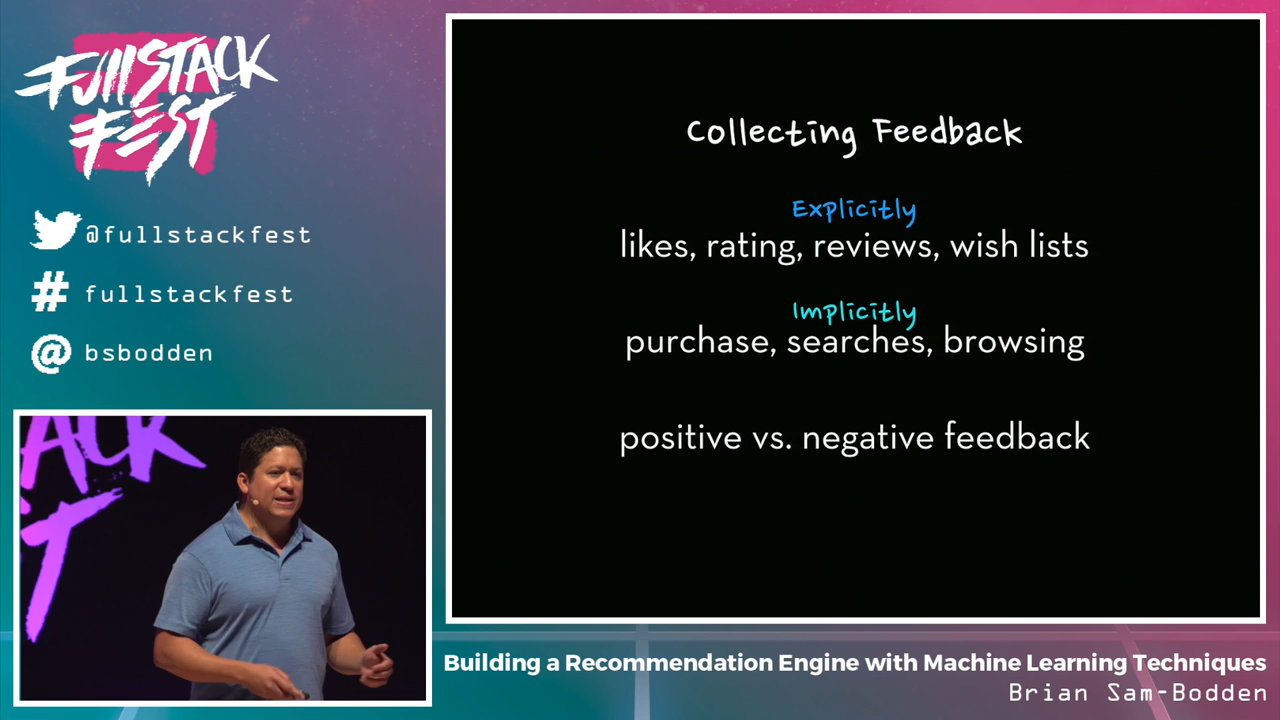 FullSTACK
FEST
@fullstackfest
# fullstackfest
@ bsbodden
ACK
T
Collecting Feedback
Explicitly
likes, rating, reviews, wish lists
Implicitly
purchase, searches, browsing
positive vs. negative feedback
Building a Recommendation Engine with Machine Learning Techniques
Brian Sam-Bodden